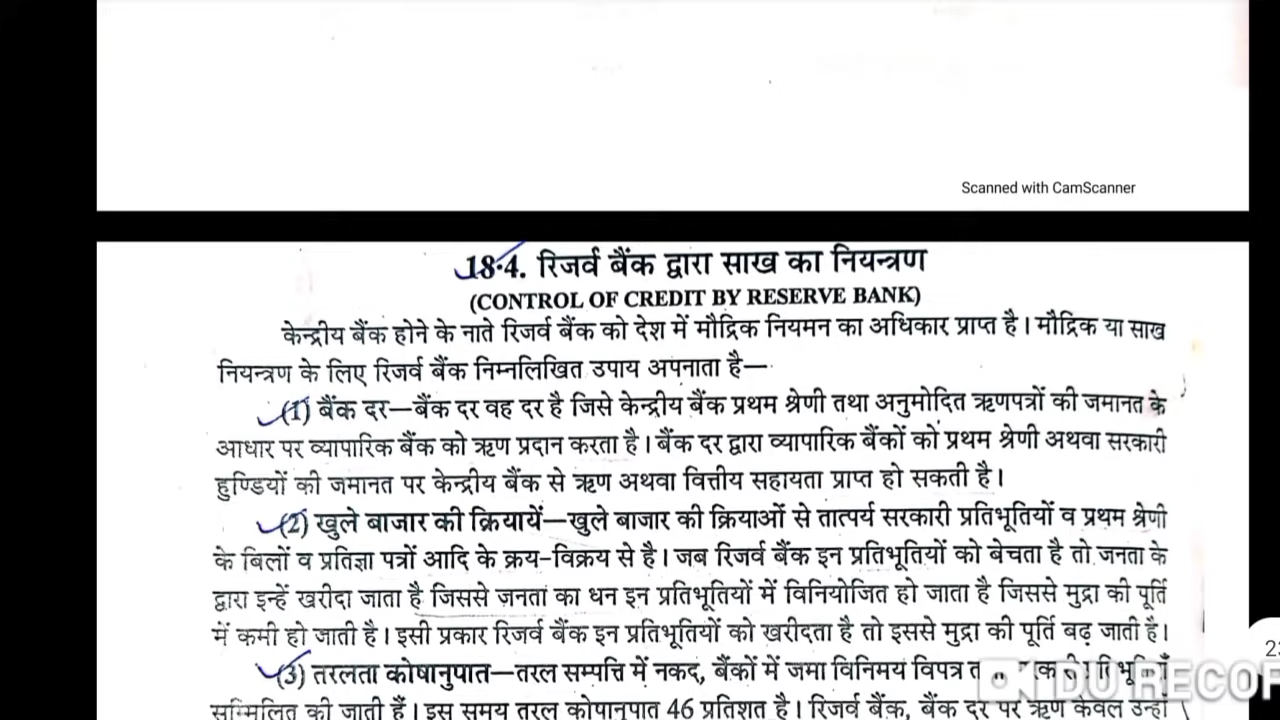 Scanned with CamScanner
18·4. रिजर्व बैंक द्वारा साख का नियन्त्रण
(CONTROL OF CREDIT BY RESERVE BANK)
केन्द्रीय बैंक होने के नाते रिजर्व बैंक को देश में मौद्रिक नियमन का अधिकार प्राप्त है। मौद्रिक या साख
नियन्त्रण के लिए रिजर्व बैंक निम्नलिखित उपाय अपनाता है—
(1) बैंक दर—बैंक दर वह दर है जिसे केन्द्रीय बैंक प्रथम श्रेणी तथा अनुमोदित ऋणपत्रों की जमानत के
आधार पर व्यापारिक बैंक को ऋण प्रदान करता है। बैंक दर द्वारा व्यापारिक बैंकों को प्रथम श्रेणी अथवा सरकारी
हुण्डियों की जमानत पर केन्द्रीय बैंक से ऋण अथवा वित्तीय सहायता प्राप्त हो सकती है।
(2) खुले बाजार की क्रियायें—खुले बाजार की क्रियाओं से तात्पर्य सरकारी प्रतिभूतियों व प्रथम श्रेणी
के बिलों व प्रतिज्ञा पत्रों आदि के क्रय-विक्रय से है। जब रिजर्व बैंक इन प्रतिभूतियों को बेचता है तो जनता के
द्वारा इन्हें खरीदा जाता है जिससे जनता का धन इन प्रतिभूतियों में विनियोजित हो जाता है जिससे मुद्रा की पूर्ति
में कमी हो जाती है। इसी प्रकार रिजर्व बैंक इन प्रतिभूतियों को खरीदता है तो इससे मुद्रा की पूर्ति बढ़ जाती है।
(3) तरलता कोषानुपात—तरल सम्पत्ति में नकद, बैंकों में जमा विनिमय विपत्र
सम्मिलित की जाती हैं। इस समय तरल कोषानुपात 46 प्रतिशत है। रिजर्व बैंक, बैंक दर पर ऋण केवल उन्हीं
23
DU RECOR